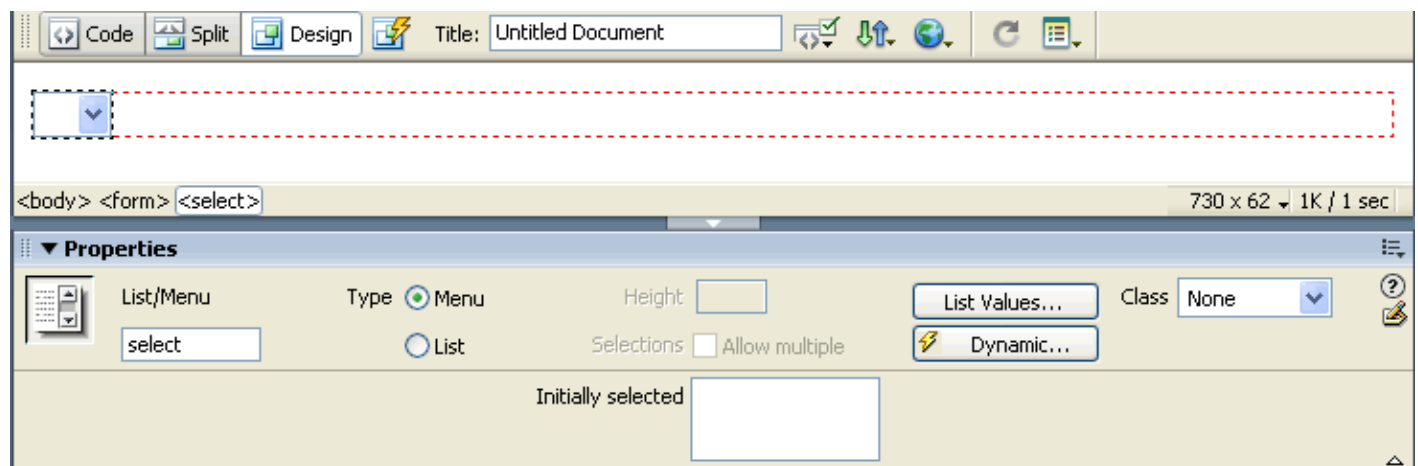 Code Split Design Title: Untitled Document
<body> <form> <select> 730 x 62 1K / 1 sec
Properties
List/Menu Type Menu Height List Values... Class None
select List Selections Allow multiple Dynamic...
Initially selected